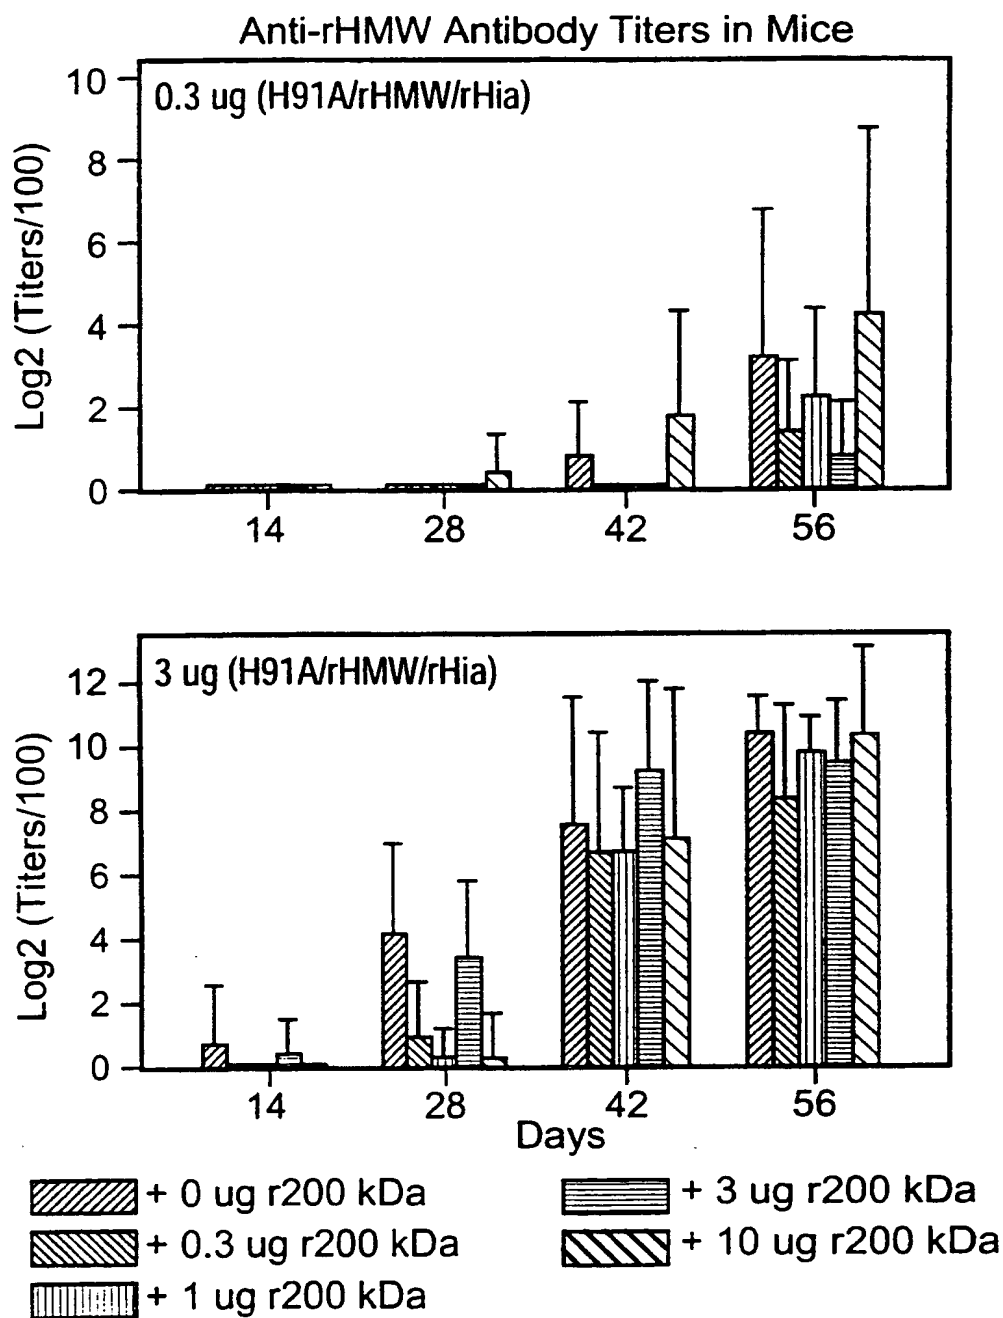 Anti-rHMW Antibody Titers in Mice
0.3 ug (H91A/rHMW/rHia)
Log2 (Titers/100)
10
8
6
4
2
0
14 28 42 56
3 ug (H91A/rHMW/rHia)
Log2 (Titers/100)
12
10
8
6
4
2
0
14 28 42 56
Days
+ 0 ug r200 kDa
+ 0.3 ug r200 kDa
+ 1 ug r200 kDa
+ 3 ug r200 kDa
+ 10 ug r200 kDa